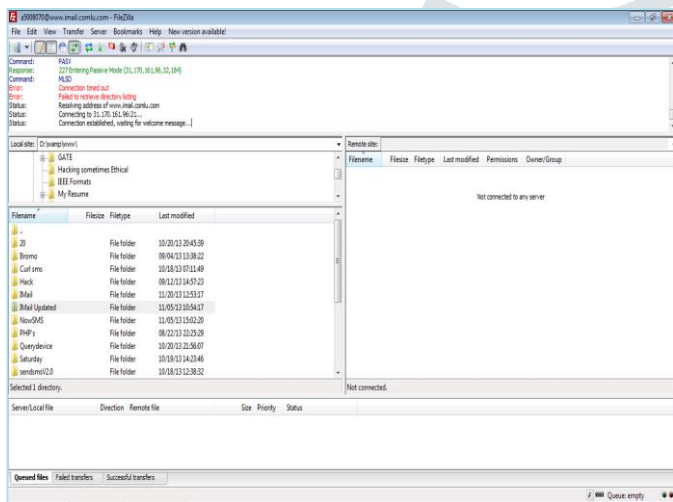 a5008070@www.imail.comlu.com - FileZilla
File Edit View Transfer Server Bookmarks Help New version available!
Command: PASV
Response: 227 Entering Passive Mode (31,170,161,96,32,184)
Command: MLSD
Error: Connection timed out
Error: Failed to retrieve directory listing
Status: Resolving address of www.imail.comlu.com
Status: Connecting to 31.170.161.96:21...
Status: Connection established, waiting for welcome message...
Local site: D:\wamp\www\
GATE
Hacking sometimes Ethical
IEEE Formats
My Resume
Filename Filesize Filetype Last modified
..
20 File folder 10/20/13 20:45:39
Bromo File folder 09/04/13 13:38:22
Curl sms File folder 10/18/13 07:11:49
Hack File folder 09/12/13 14:57:23
IMail File folder 11/20/13 12:53:17
IMail Updated File folder 11/05/13 10:54:17
NowSMS File folder 11/05/13 15:02:20
PHP's File folder 08/22/13 22:25:29
Querydevice File folder 10/20/13 21:56:07
Saturday File folder 10/19/13 14:23:46
sendsmsV2.0 File folder 10/18/13 12:38:32
Selected 1 directory.
Remote site:
Filename Filesize Filetype Last modified Permissions Owner/Group
Not connected to any server
Not connected.
Server/Local file Direction Remote file Size Priority Status
Queued files Failed transfers Successful transfers
Queue: empty